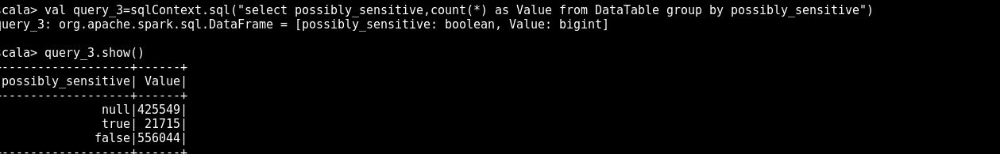 cala> val query_3=sqlContext.sql("select possibly_sensitive,count(*) as Value from DataTable group by possibly_sensitive")
query_3: org.apache.spark.sql.DataFrame = [possibly_sensitive: boolean, Value: bigint]
cala> query_3.show()
------------------+------+
possibly_sensitive| Value|
------------------+------+
null|425549|
true| 21715|
false|556044|
------------------+------+